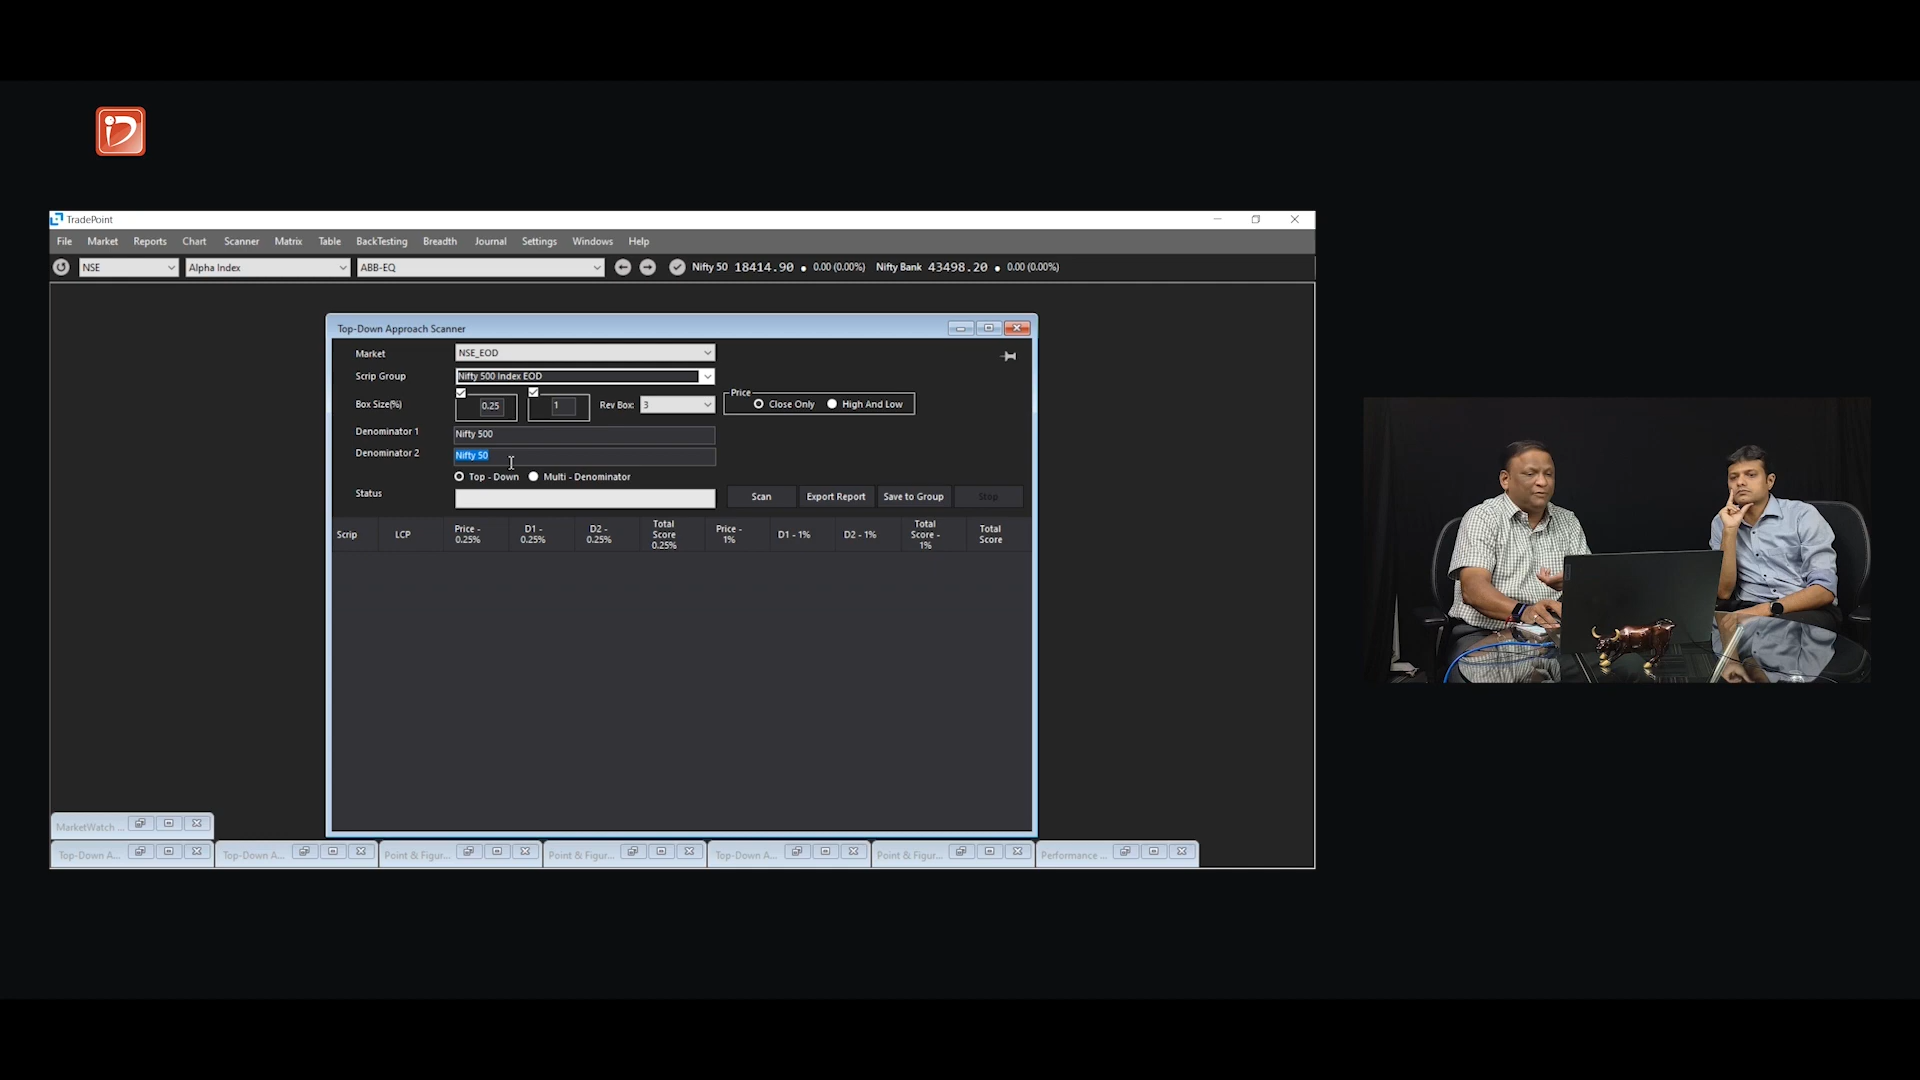 TradePoint
File Market Reports Chart Scanner Matrix Table BackTesting Breadth Journal Settings Windows Help
NSE Alpha Index ABB-EQ Nifty 50 18414.90 0.00 (0.00%) Nifty Bank 43498.20 0.00 (0.00%)
Top-Down Approach Scanner
Market NSE_EOD
Scrip Group Nifty 500 Index EOD
Price
Box Size(%) 0.25 1 Rev Box: 3 Close Only High And Low
Denominator 1 Nifty 500
Denominator 2 Nifty 50
Top - Down Multi - Denominator
Status Scan Export Report Save to Group Stop
Scrip LCP Price - 0.25% D1 - 0.25% D2 - 0.25% Total Score 0.25% Price - 1% D1 - 1% D2 - 1% Total Score - 1% Total Score
MarketWatch ...
Top-Down A... Top-Down A... Point & Figur... Point & Figur... Top-Down A... Point & Figur... Performance ...